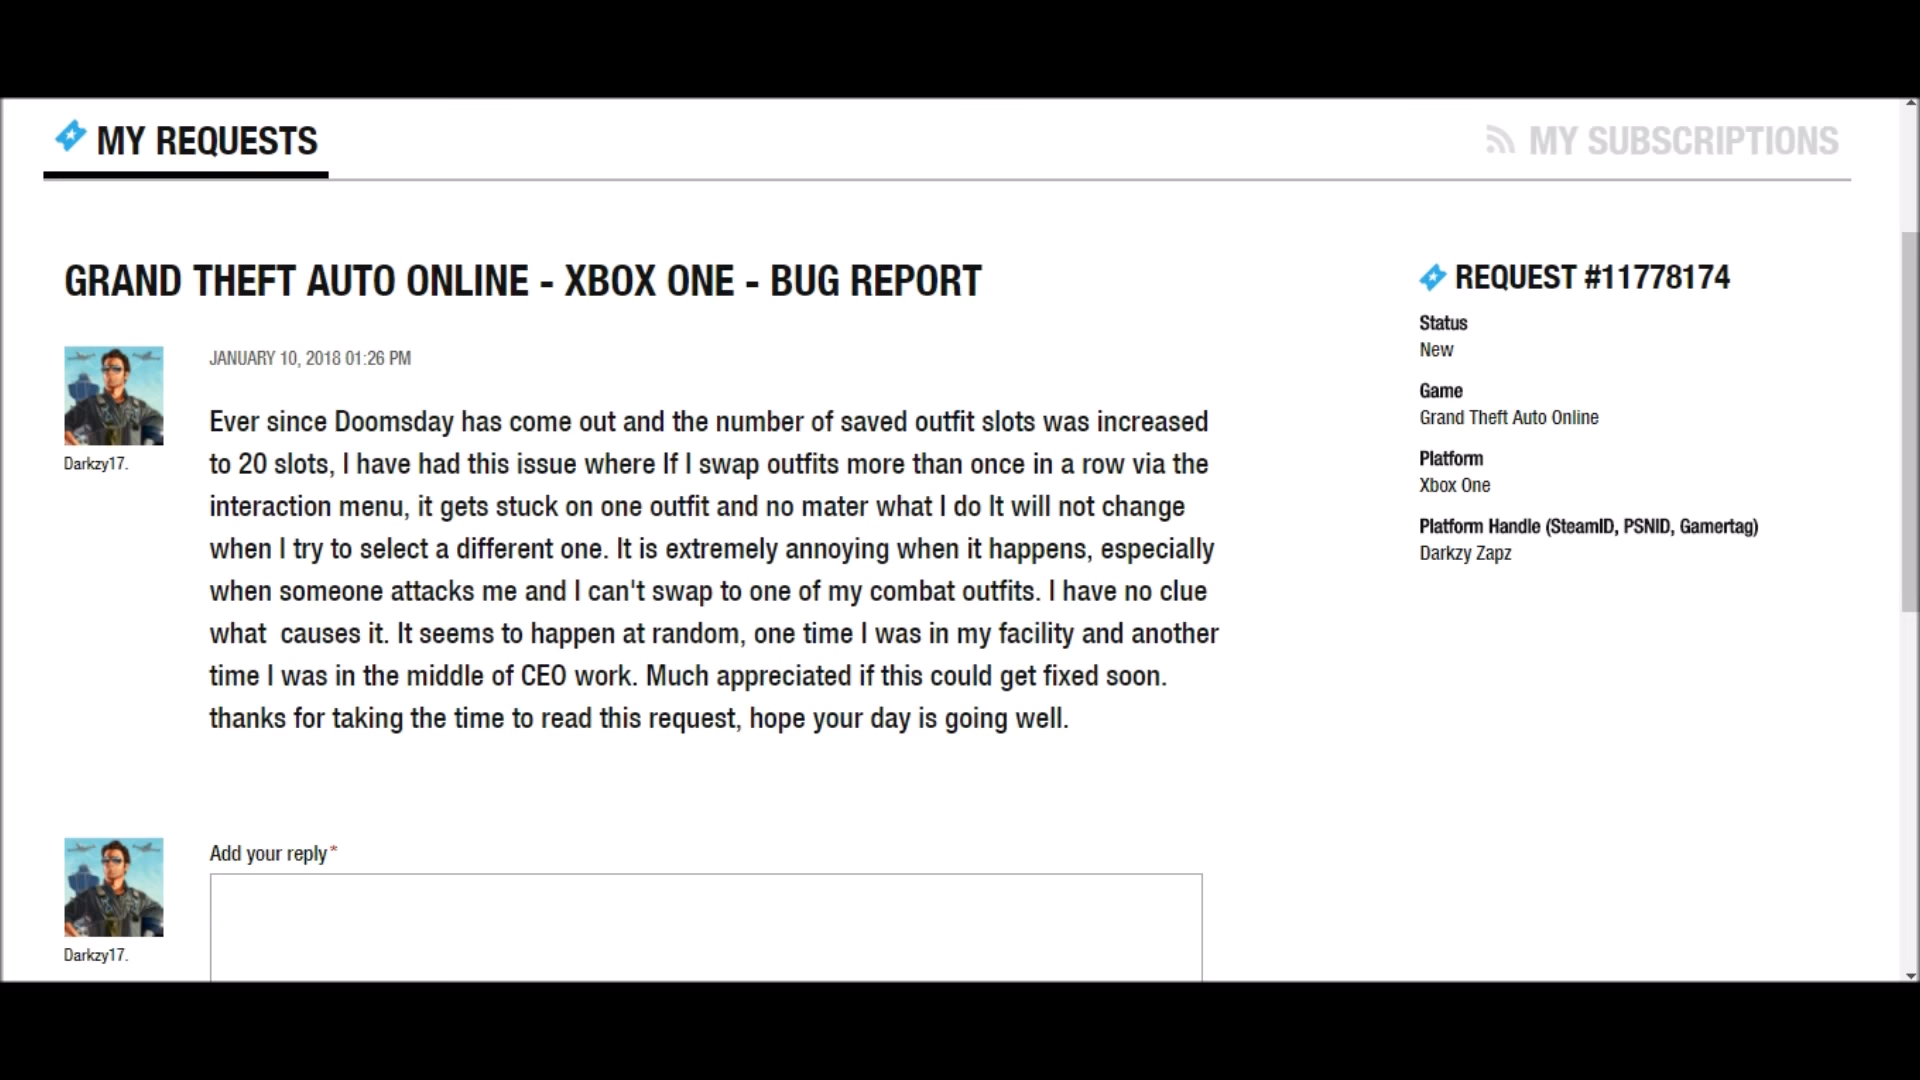 MY REQUESTS
MY SUBSCRIPTIONS
GRAND THEFT AUTO ONLINE - XBOX ONE - BUG REPORT
JANUARY 10, 2018 01:26 PM
Darkzy17.
Ever since Doomsday has come out and the number of saved outfit slots was increased
to 20 slots, I have had this issue where If I swap outfits more than once in a row via the
interaction menu, it gets stuck on one outfit and no mater what I do It will not change
when I try to select a different one. It is extremely annoying when it happens, especially
when someone attacks me and I can't swap to one of my combat outfits. I have no clue
what  causes it. It seems to happen at random, one time I was in my facility and another
time I was in the middle of CEO work. Much appreciated if this could get fixed soon.
thanks for taking the time to read this request, hope your day is going well.
REQUEST #11778174
Status
New
Game
Grand Theft Auto Online
Platform
Xbox One
Platform Handle (SteamID, PSNID, Gamertag)
Darkzy Zapz
Add your reply*
Darkzy17.